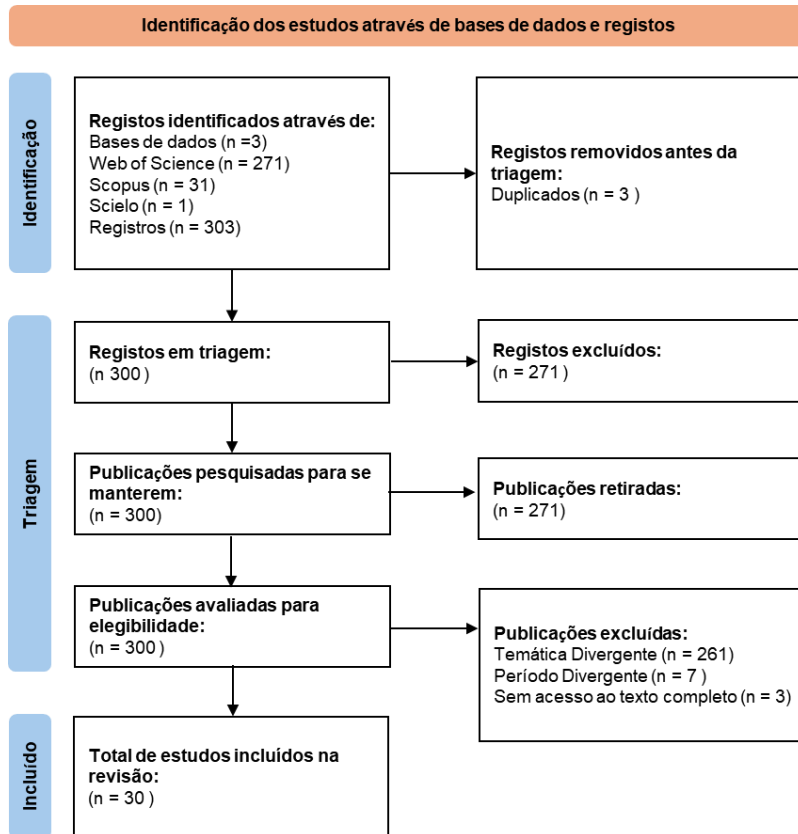 Identificação dos estudos através de bases de dados e registos
Identificação
Registos identificados através de:
Bases de dados (n =3)
Web of Science (n = 271)
Scopus (n = 31)
Scielo (n = 1)
Registros (n = 303)
Registos removidos antes da
triagem:
Duplicados (n = 3 )
Triagem
Registos em triagem:
(n 300 )
Registos excluídos:
(n = 271 )
Publicações pesquisadas para se
manterem:
(n = 300)
Publicações retiradas:
(n = 271)
Publicações avaliadas para
elegibilidade:
(n = 300 )
Publicações excluídas:
Temática Divergente (n = 261)
Período Divergente (n = 7 )
Sem acesso ao texto completo (n = 3)
Incluído
Total de estudos incluídos na
revisão:
(n = 30 )